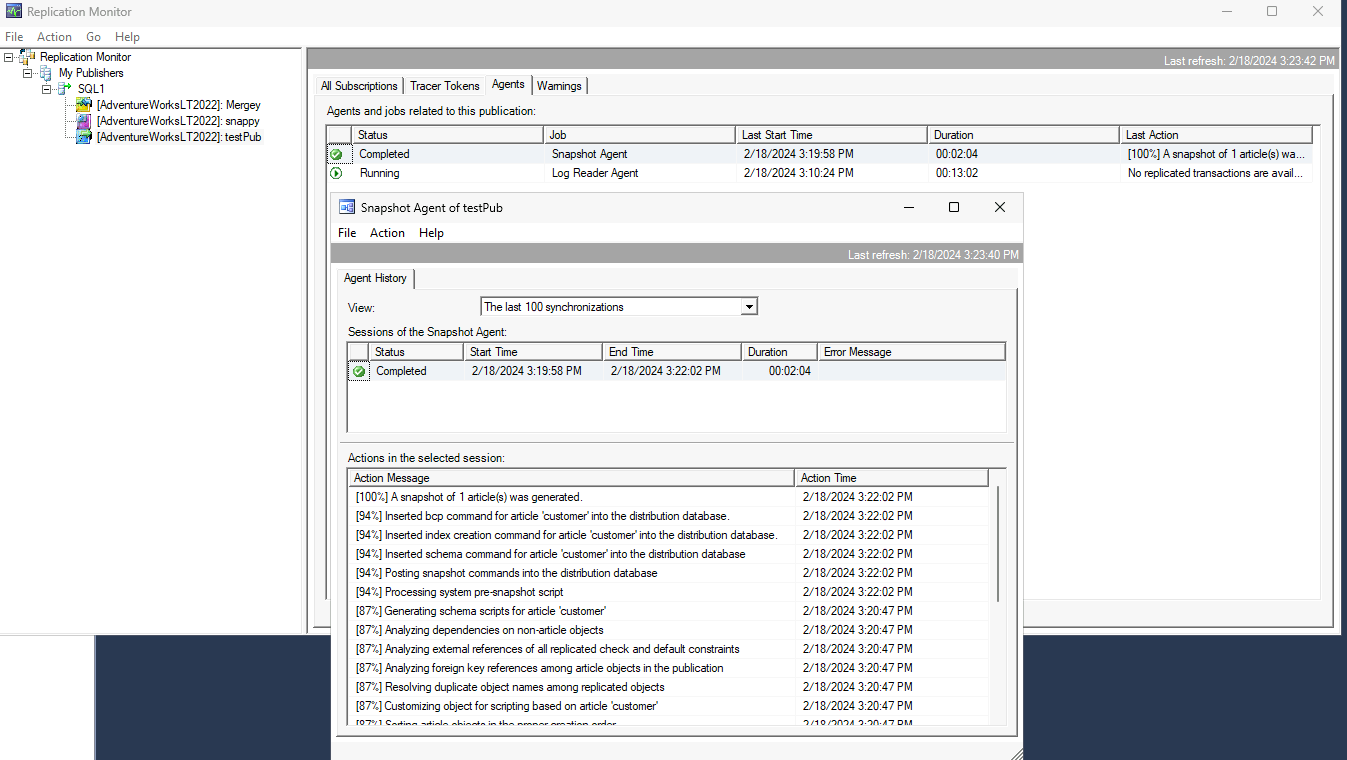 Replication Monitor
File Action Go Help
Replication Monitor
My Publishers
SQL1
[AdventureWorksLT2022]: Mergey
[AdventureWorksLT2022]: snappy
[AdventureWorksLT2022]: testPub
Last refresh: 2/18/2024 3:23:42 PM
All Subscriptions Tracer Tokens Agents Warnings
Agents and jobs related to this publication:
Status Job Last Start Time Duration Last Action
Completed Snapshot Agent 2/18/2024 3:19:58 PM 00:02:04 [100%] A snapshot of 1 article(s) wa...
Running Log Reader Agent 2/18/2024 3:10:24 PM 00:13:02 No replicated transactions are avail...
Snapshot Agent of testPub
File Action Help
Last refresh: 2/18/2024 3:23:40 PM
Agent History
View: The last 100 synchronizations
Sessions of the Snapshot Agent:
Status Start Time End Time Duration Error Message
Completed 2/18/2024 3:19:58 PM 2/18/2024 3:22:02 PM 00:02:04
Actions in the selected session:
Action Message Action Time
[100%] A snapshot of 1 article(s) was generated. 2/18/2024 3:22:02 PM
[94%] Inserted bcp command for article 'customer' into the distribution database. 2/18/2024 3:22:02 PM
[94%] Inserted index creation command for article 'customer' into the distribution database. 2/18/2024 3:22:02 PM
[94%] Inserted schema command for article 'customer' into the distribution database 2/18/2024 3:22:02 PM
[94%] Posting snapshot commands into the distribution database 2/18/2024 3:22:02 PM
[94%] Processing system pre-snapshot script 2/18/2024 3:22:02 PM
[87%] Generating schema scripts for article 'customer' 2/18/2024 3:20:47 PM
[87%] Analyzing dependencies on non-article objects 2/18/2024 3:20:47 PM
[87%] Analyzing external references of all replicated check and default constraints 2/18/2024 3:20:47 PM
[87%] Analyzing foreign key references among article objects in the publication 2/18/2024 3:20:47 PM
[87%] Resolving duplicate object names among replicated objects 2/18/2024 3:20:47 PM
[87%] Customizing object for scripting based on article 'customer' 2/18/2024 3:20:47 PM
[87%] Sorting article objects in the proper creation order 2/18/2024 3:20:47 PM